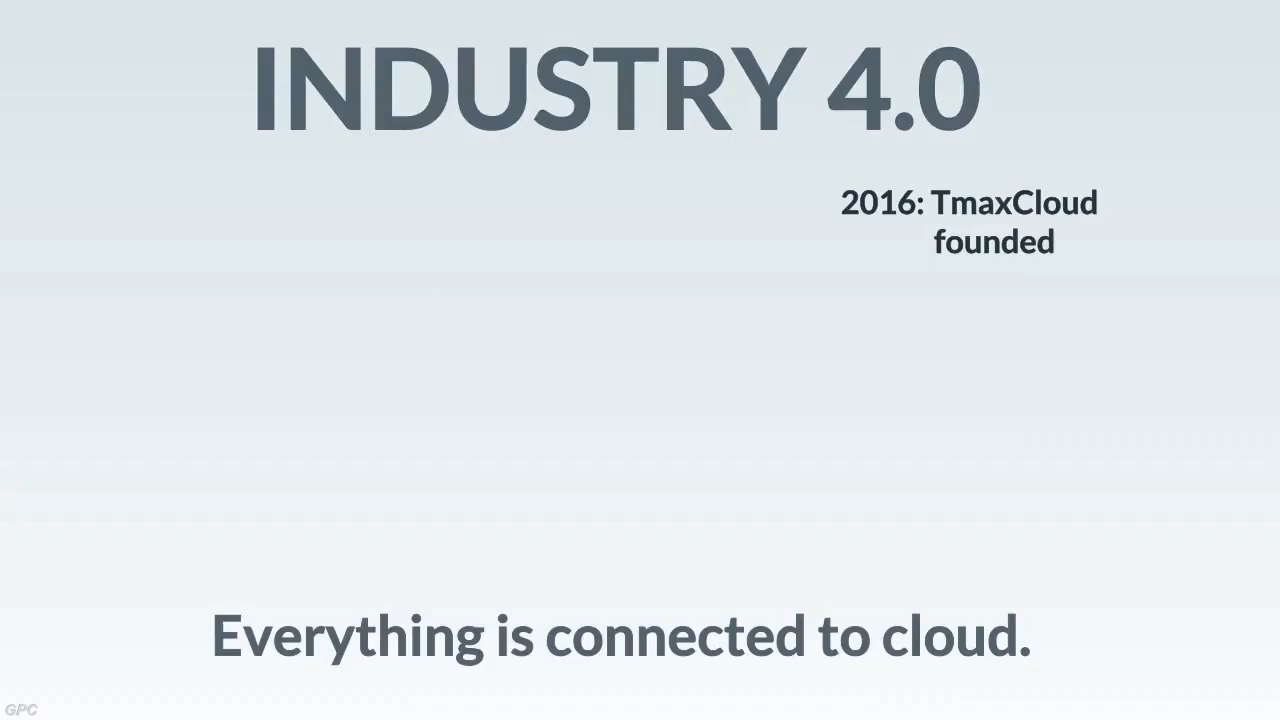 INDUSTRY 4.0
2016: TmaxCloud
founded
Everything is connected to cloud.
GPC